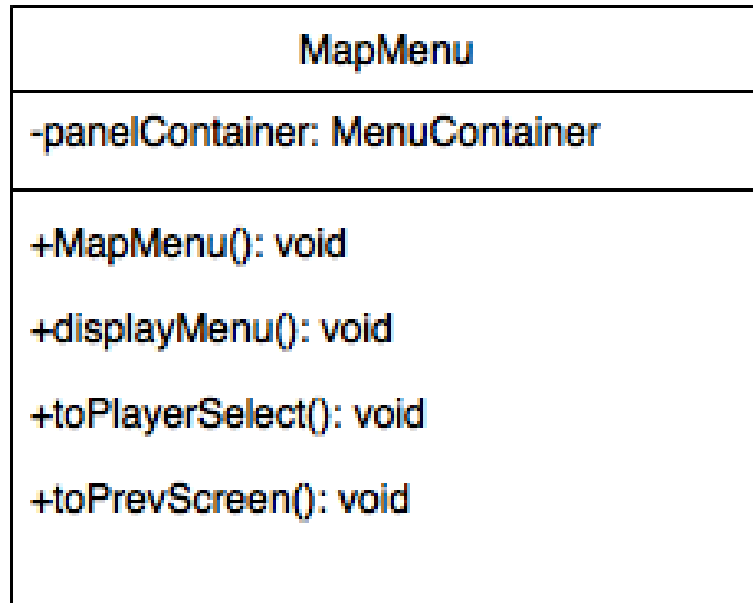 MapMenu
-panelContainer: MenuContainer
+MapMenu(): void
+displayMenu(): void
+toPlayerSelect(): void
+toPrevScreen(): void